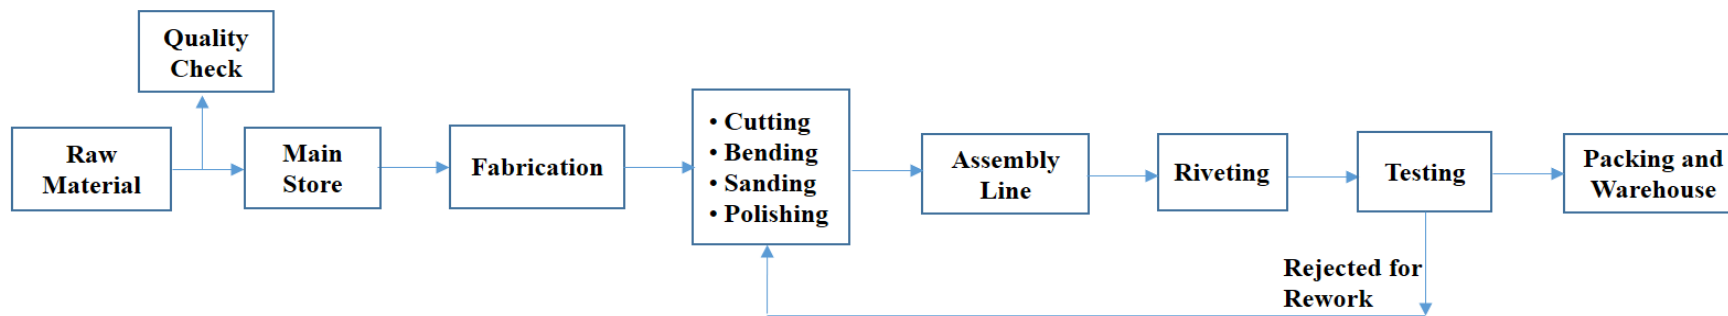 Quality
Check
Raw
Material
Main
Store
Fabrication
• Cutting
• Bending
• Sanding
• Polishing
Assembly
Line
Riveting
Testing
Packing and
Warehouse
Rejected for
Rework